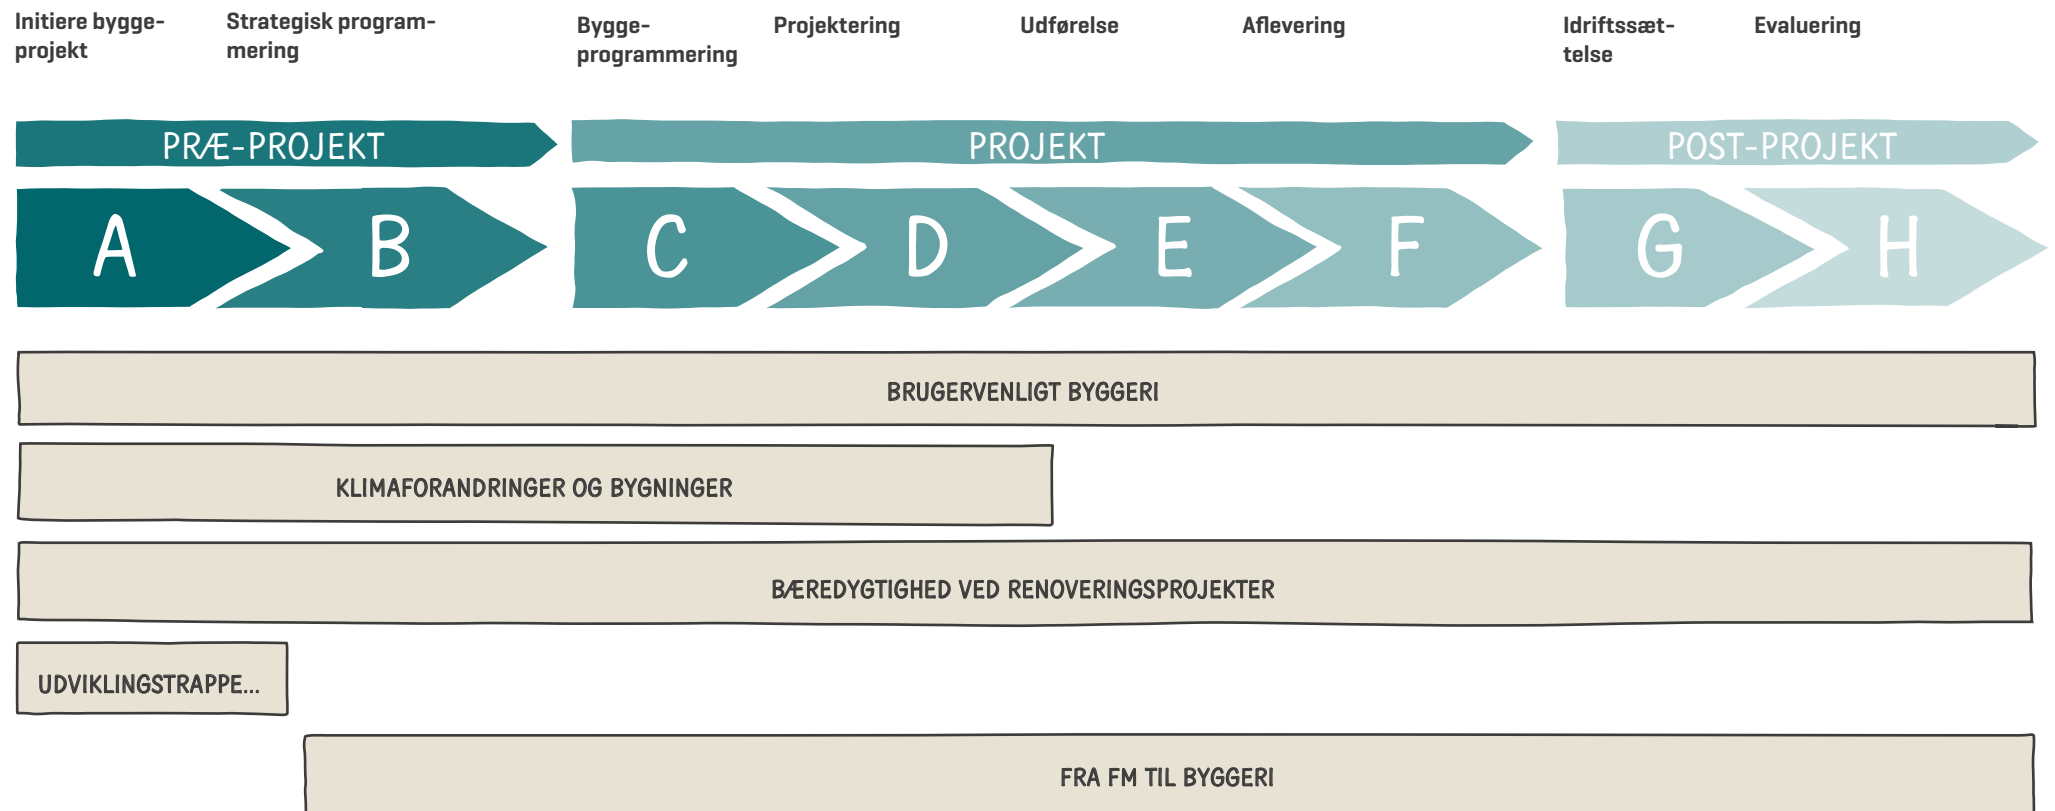 Initiere bygge-
projekt
Strategisk program-
mering
Bygge-
programmering
Projektering
Udførelse
Aflevering
Idriftssæt-
telse
Evaluering
PRÆ-PROJEKT
PROJEKT
POST-PROJEKT
A
B
C
D
E
F
G
H
BRUGERVENLIGT BYGGERI
KLIMAFORANDRINGER OG BYGNINGER
BÆREDYGTIGHED VED RENOVERINGSPROJEKTER
UDVIKLINGSTRAPPE...
FRA FM TIL BYGGERI